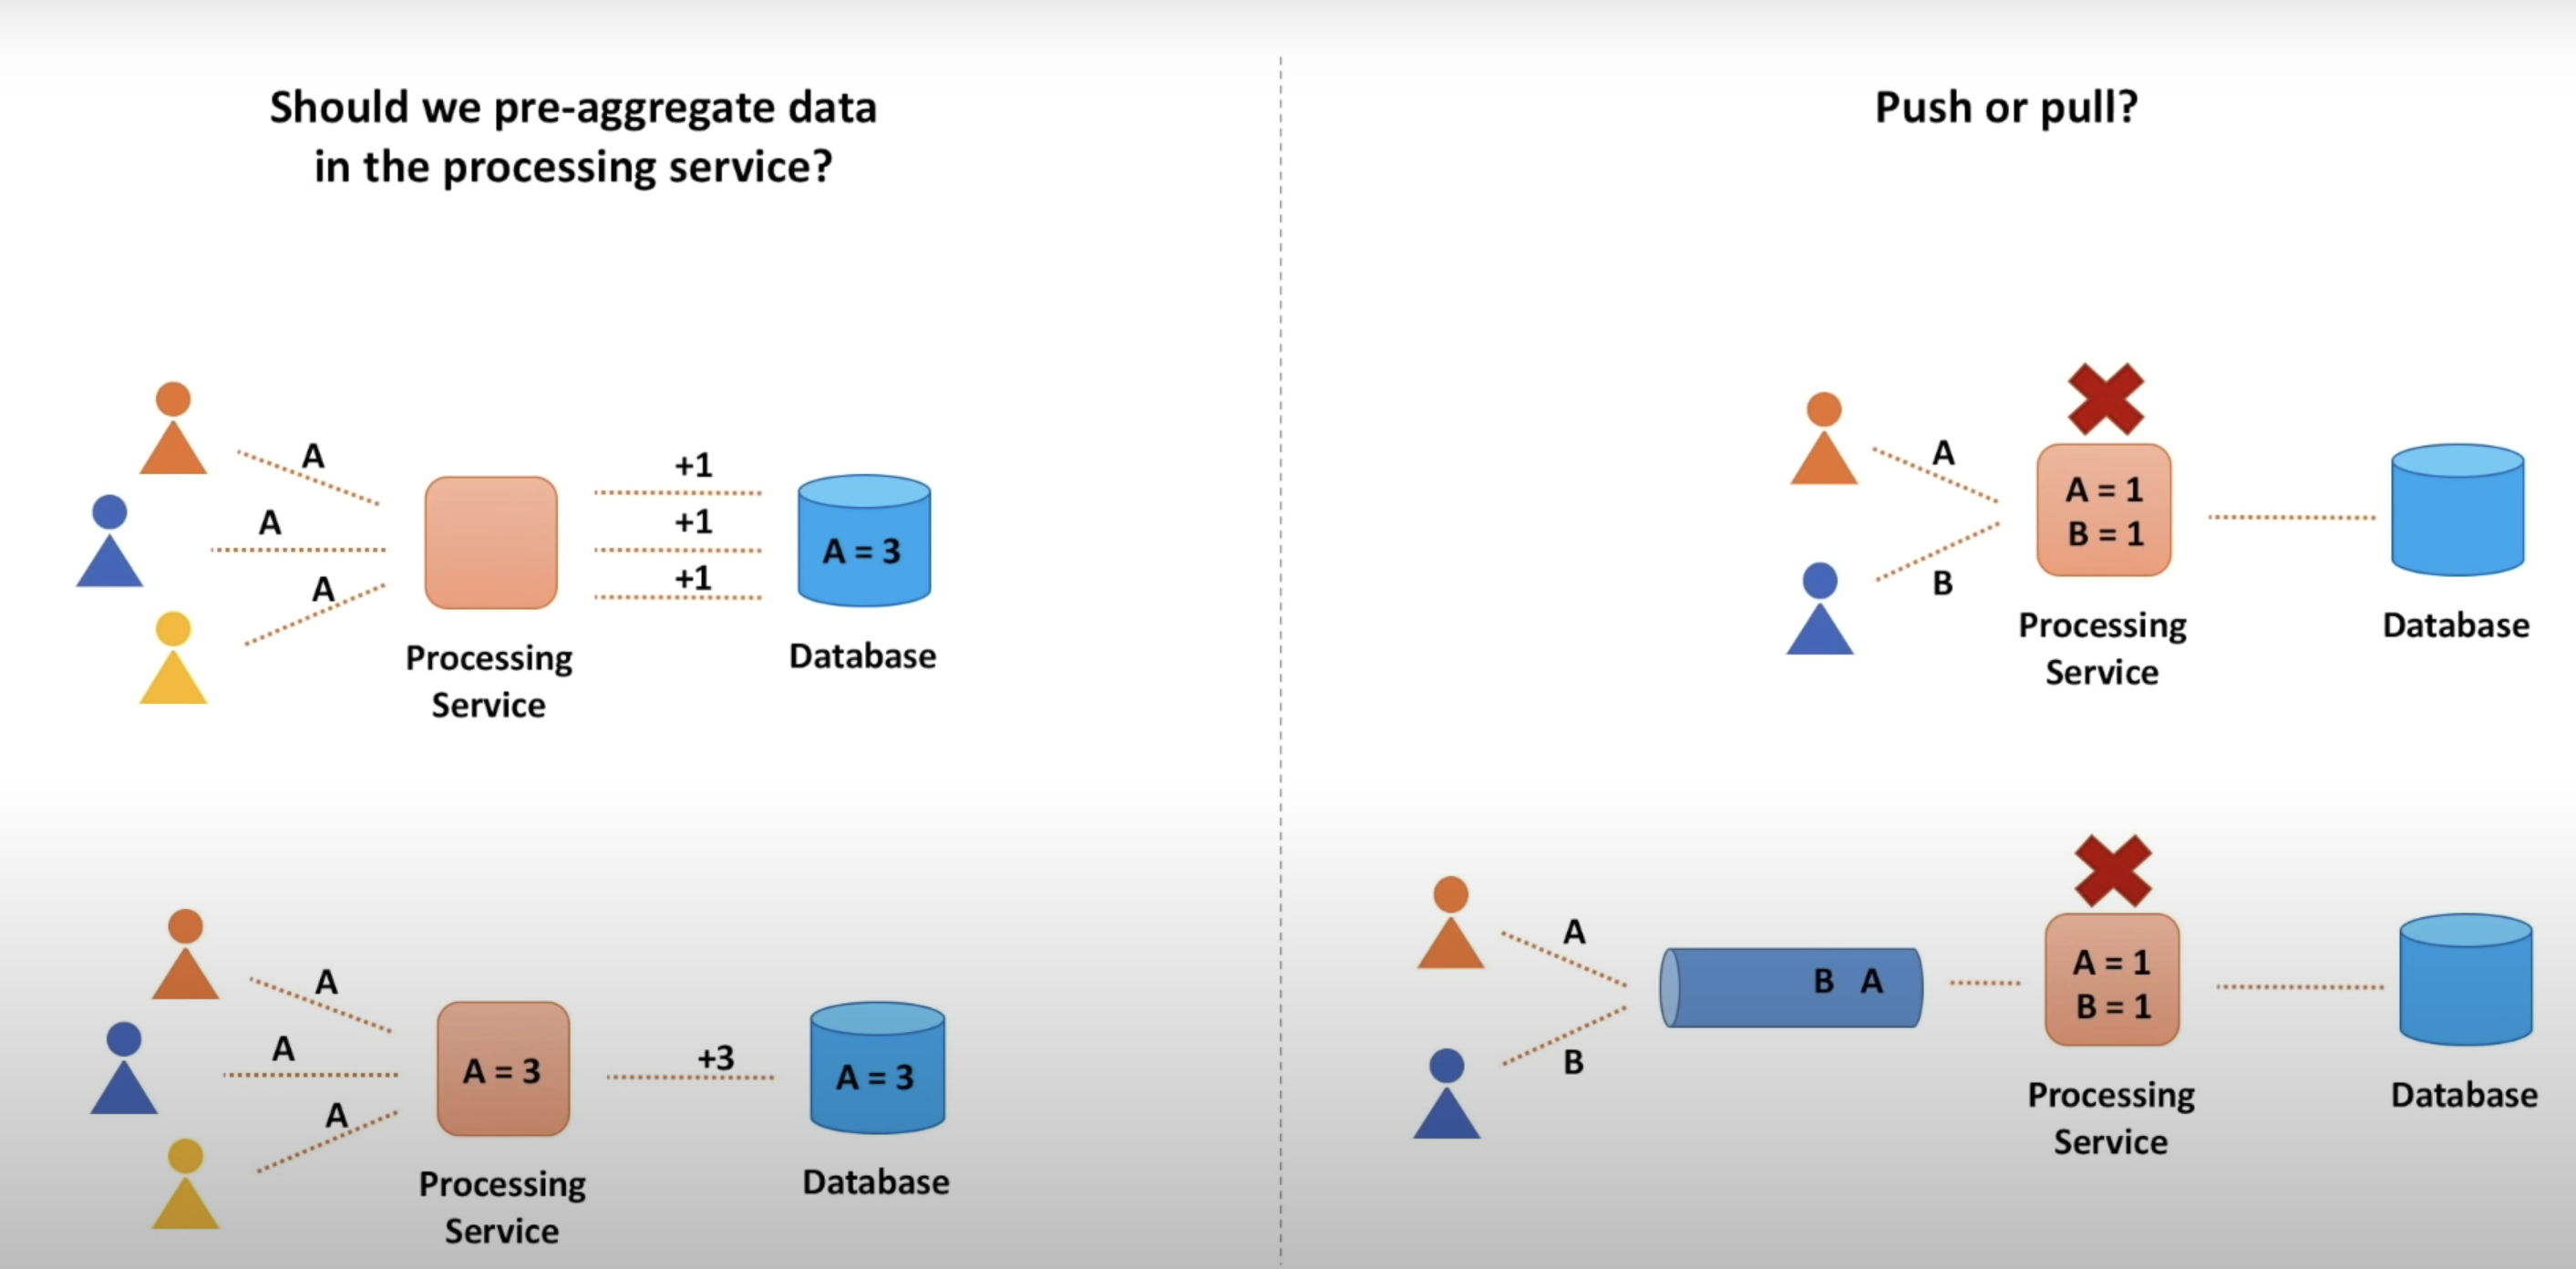 Should we pre-aggregate data
in the processing service?
A
A
A
+1
+1
+1
A = 3
Processing
Service
Database
A
A
A
A = 3
+3
A = 3
Processing
Service
Database
Push or pull?
A
B
A = 1
B = 1
Processing
Service
Database
A
B
B A
A = 1
B = 1
Processing
Service
Database